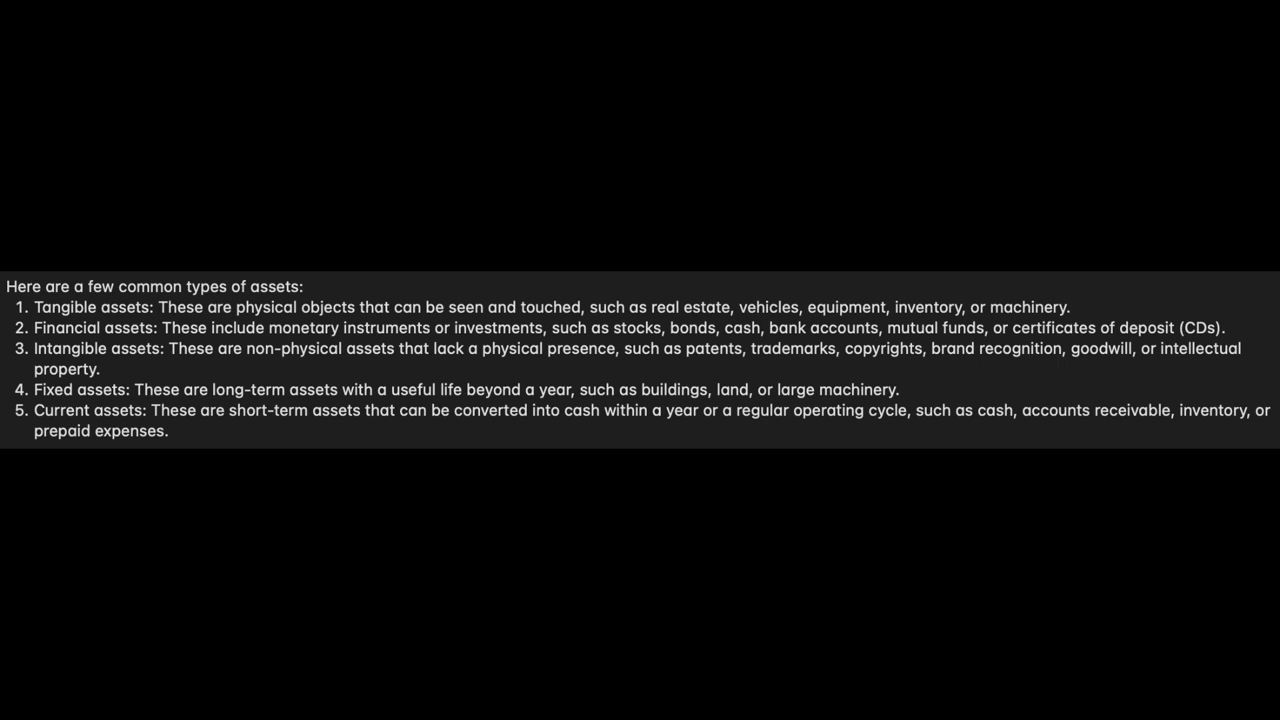 Here are a few common types of assets:
1. Tangible assets: These are physical objects that can be seen and touched, such as real estate, vehicles, equipment, inventory, or machinery.
2. Financial assets: These include monetary instruments or investments, such as stocks, bonds, cash, bank accounts, mutual funds, or certificates of deposit (CDs).
3. Intangible assets: These are non-physical assets that lack a physical presence, such as patents, trademarks, copyrights, brand recognition, goodwill, or intellectual
property.
4. Fixed assets: These are long-term assets with a useful life beyond a year, such as buildings, land, or large machinery.
5. Current assets: These are short-term assets that can be converted into cash within a year or a regular operating cycle, such as cash, accounts receivable, inventory, or
prepaid expenses.